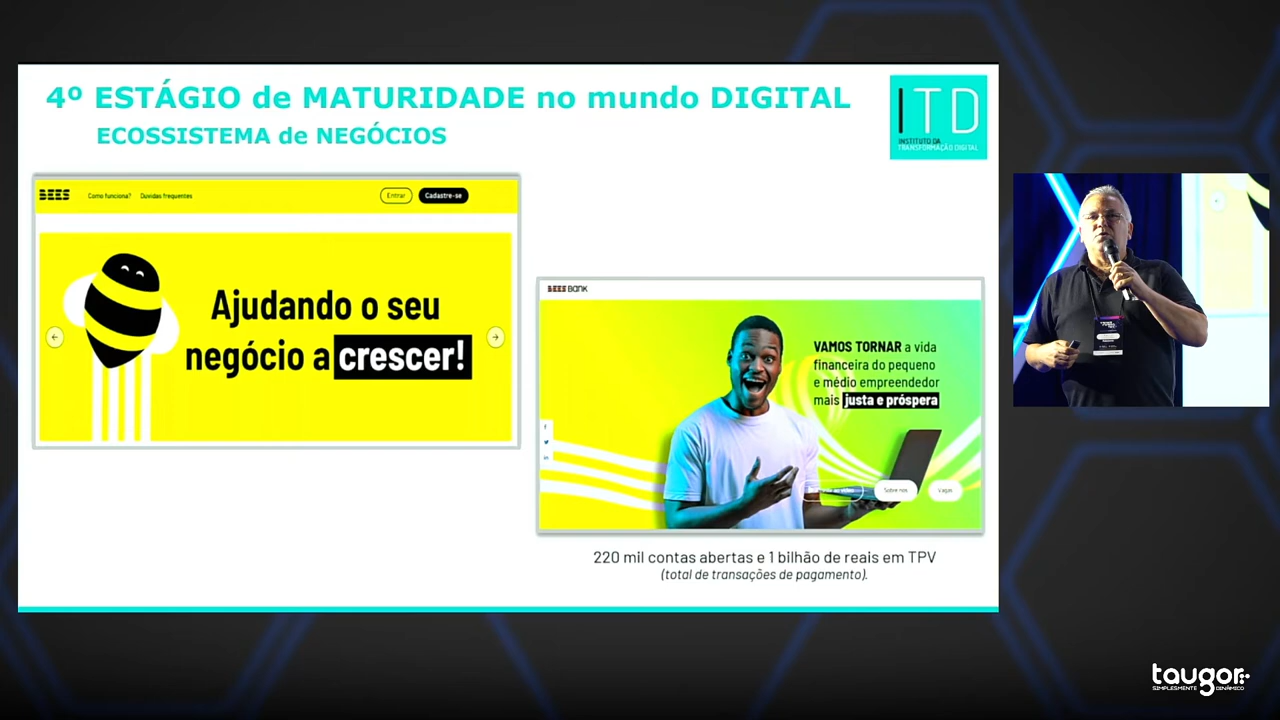 4º ESTÁGIO de MATURIDADE no mundo DIGITAL
ECOSSISTEMA de NEGÓCIOS
ITD
INSTITUTO DA
TRANSFORMAÇÃO DIGITAL
BEES
Como funciona?
Duvidas frequentes
Entrar
Cadastre-se
Ajudando o seu
negócio a crescer!
BEES BANK
VAMOS TORNAR a vida
financeira do pequeno
e médio empreendedor
mais justa e próspera
Sobre nós
Vagas
220 mil contas abertas e 1 bilhão de reais em TPV
(total de transações de pagamento).
taugor
SIMPLESMENTE DINÂMICO